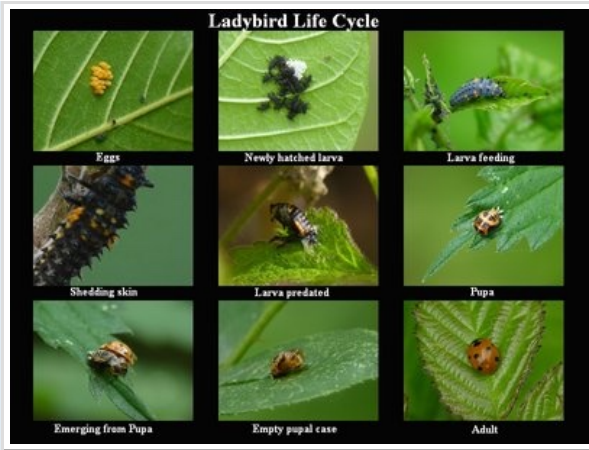 Ladybird Life Cycle
Eggs
Newly hatched larva
Larva feeding
Shedding skin
Larva predated
Pupa
Emerging from Pupa
Empty pupal case
Adult